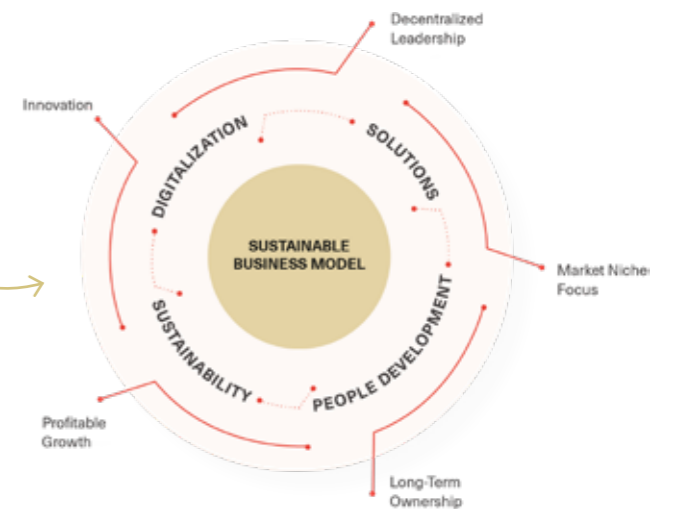 Decentralized
Leadership
Innovation
DIGITALIZATION
SOLUTIONS
SUSTAINABLE
BUSINESS MODEL
Market Niche
Focus
SUSTAINABILITY
PEOPLE DEVELOPMENT
Profitable
Growth
Long-Term
Ownership